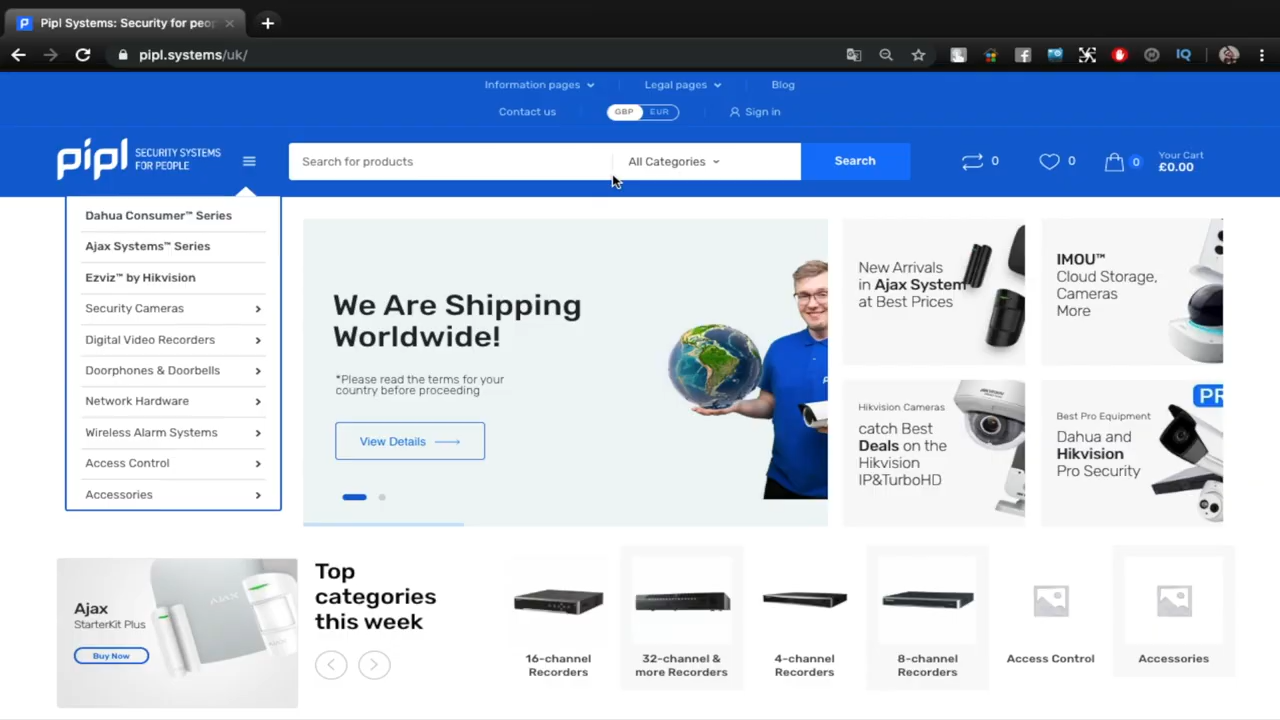 Pipl Systems: Security for peo
pipl.systems/uk/
IQ
Information pages
Legal pages
Blog
Contact us
GBP
EUR
Sign in
pipl
SECURITY SYSTEMS
FOR PEOPLE
Search for products
All Categories
Search
0
0
0
Your Cart
£0.00
Dahua Consumer™ Series
Ajax Systems™ Series
Ezviz™ by Hikvision
Security Cameras
Digital Video Recorders
Doorphones & Doorbells
Network Hardware
Wireless Alarm Systems
Access Control
Accessories
We Are Shipping
Worldwide!
*Please read the terms for your
country before proceeding
View Details
New Arrivals
in Ajax System
at Best Prices
IMOU™
Cloud Storage,
Cameras
More
Hikvision Cameras
catch Best
Deals on the
Hikvision
IP&TurboHD
HIKVISION
Best Pro Equipment
Dahua and
Hikvision
Pro Security
PR
Ajax
StarterKit Plus
Buy Now
AJAX
Top
categories
this week
16-channel
Recorders
32-channel &
more Recorders
4-channel
Recorders
8-channel
Recorders
Access Control
Accessories